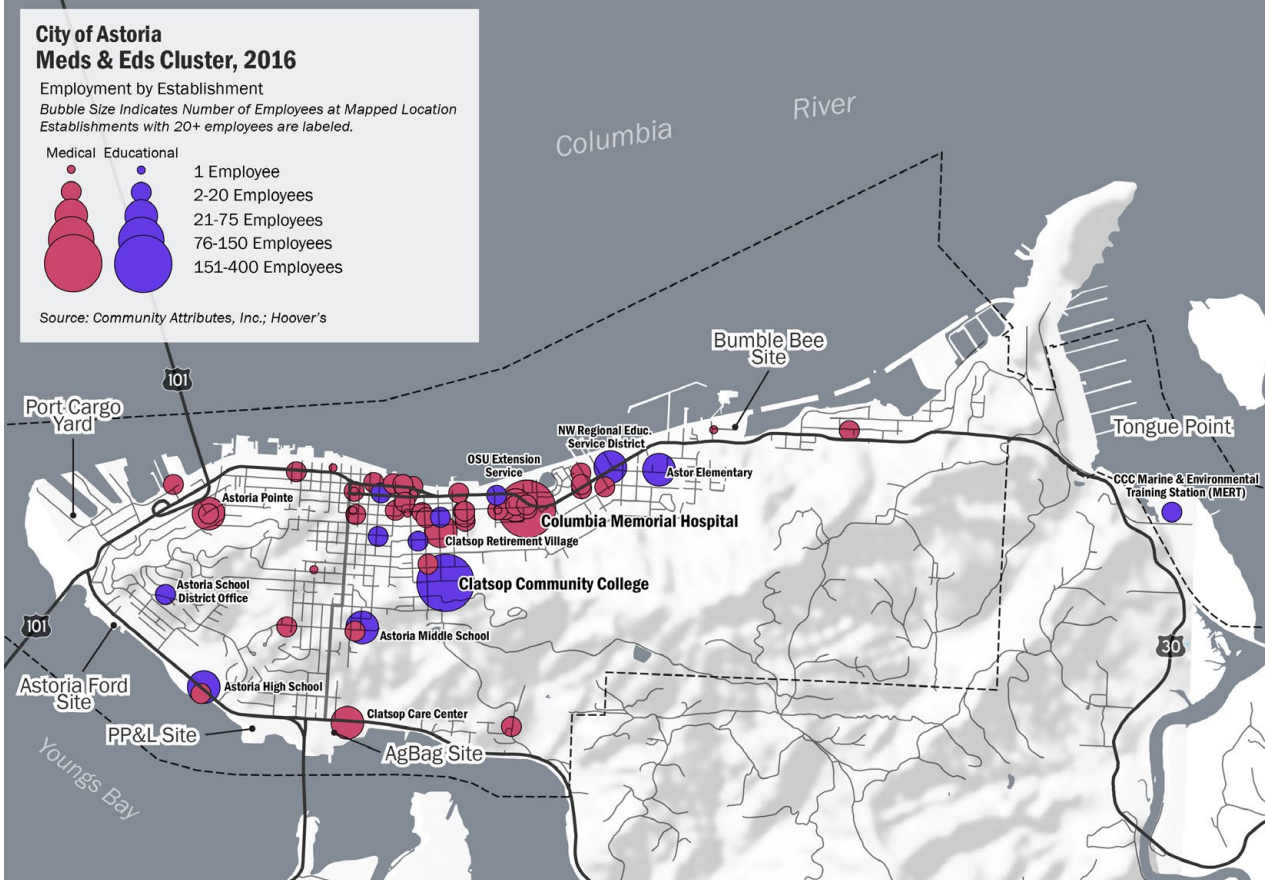 City of Astoria
Meds & Eds Cluster, 2016
Employment by Establishment
Bubble Size Indicates Number of Employees at Mapped Location
Establishments with 20+ employees are labeled.
Medical Educational
1 Employee
2-20 Employees
21-75 Employees
76-150 Employees
151-400 Employees
Source: Community Attributes, Inc.; Hoover's
Columbia
River
101
Port Cargo
Yard
Bumble Bee
Site
Tongue Point
NW Regional Educ.
Service District
OSU Extension
Service
Astor Elementary
CCC Marine & Environmental
Training Station (MERT)
Astoria Pointe
Columbia Memorial Hospital
Clatsop Retirement Village
Clatsop Community College
Astoria School
District Office
101
Astoria Middle School
30
Astoria Ford
Site
Astoria High School
Clatsop Care Center
PP&L Site
AgBag Site
Youngs Bay